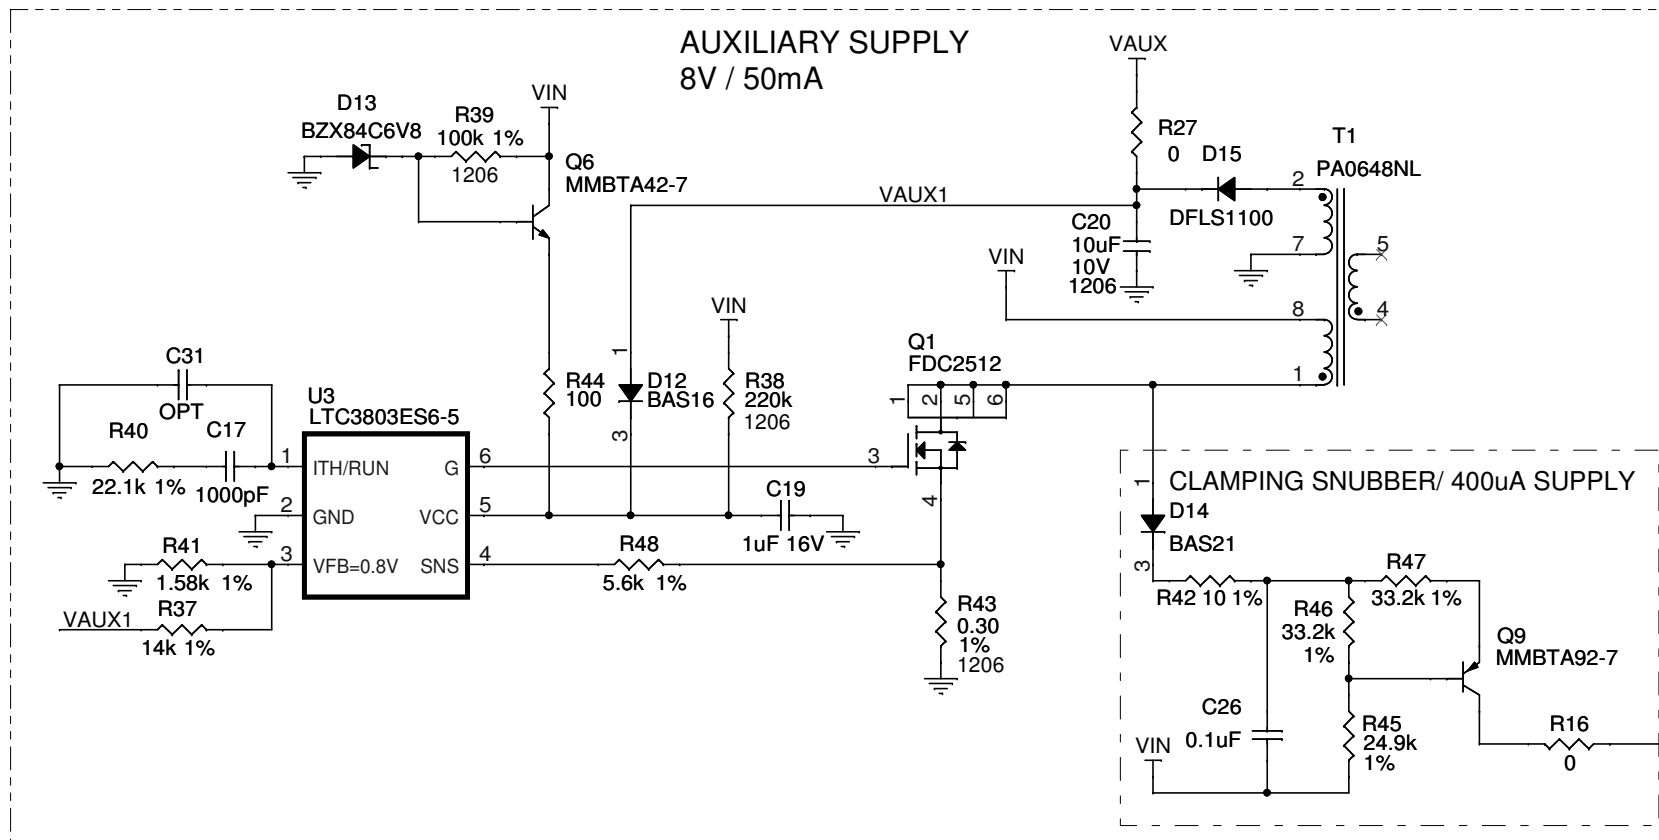 AUXILIARY SUPPLY
8V / 50mA
VAUX
D13
BZX84C6V8
R39
100k 1%
1206
VIN
Q6
MMBTA42-7
R27
0
D15
DFLS1100
T1
PA0648NL
2
7
8
1
5
4
VAUX1
C20
10uF
10V
1206
VIN
VIN
C31
OPT
R40
22.1k 1%
C17
1000pF
U3
LTC3803ES6-5
R44
100
1
D12
BAS16
3
R38
220k
1206
Q1
FDC2512
1
2
5
6
3
4
1
ITH/RUN
G
6
2
GND
VCC
5
3
VFB=0.8V
SNS
4
C19
1uF 16V
R41
1.58k 1%
VAUX1
R37
14k 1%
R48
5.6k 1%
R43
0.30
1%
1206
CLAMPING SNUBBER/ 400uA SUPPLY
1
D14
BAS21
3
R42 10 1%
R47
33.2k 1%
R46
33.2k
1%
Q9
MMBTA92-7
C26
0.1uF
VIN
R45
24.9k
1%
R16
0